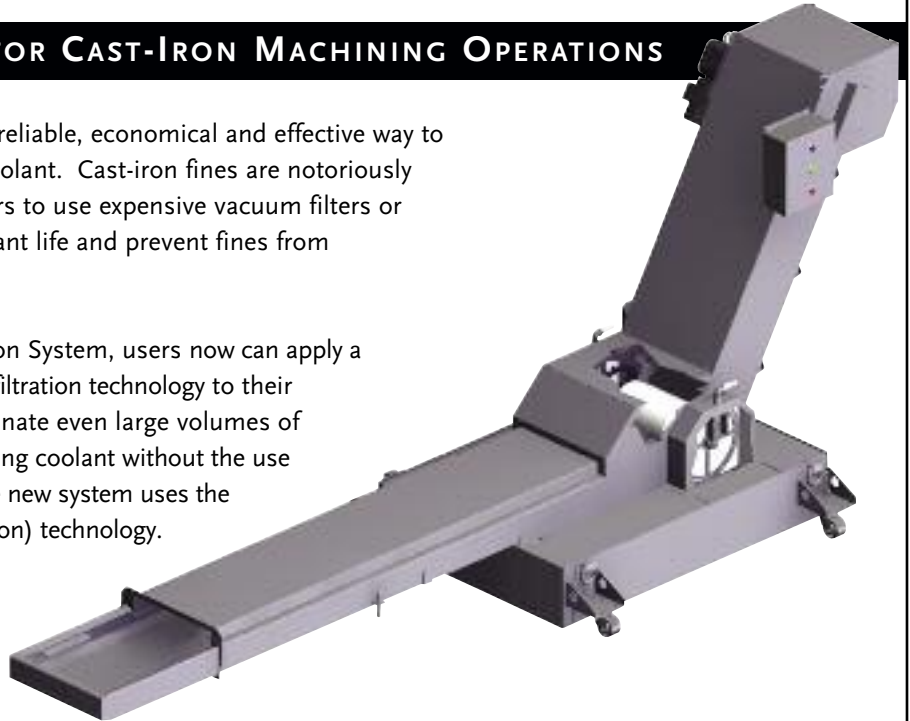 OR CAST-IRON MACHINING OPERATIONS
reliable, economical and effective way to
olant. Cast-iron fines are notoriously
rs to use expensive vacuum filters or
ant life and prevent fines from
on System, users now can apply a
filtration technology to their
nate even large volumes of
ng coolant without the use
new system uses the
on) technology.